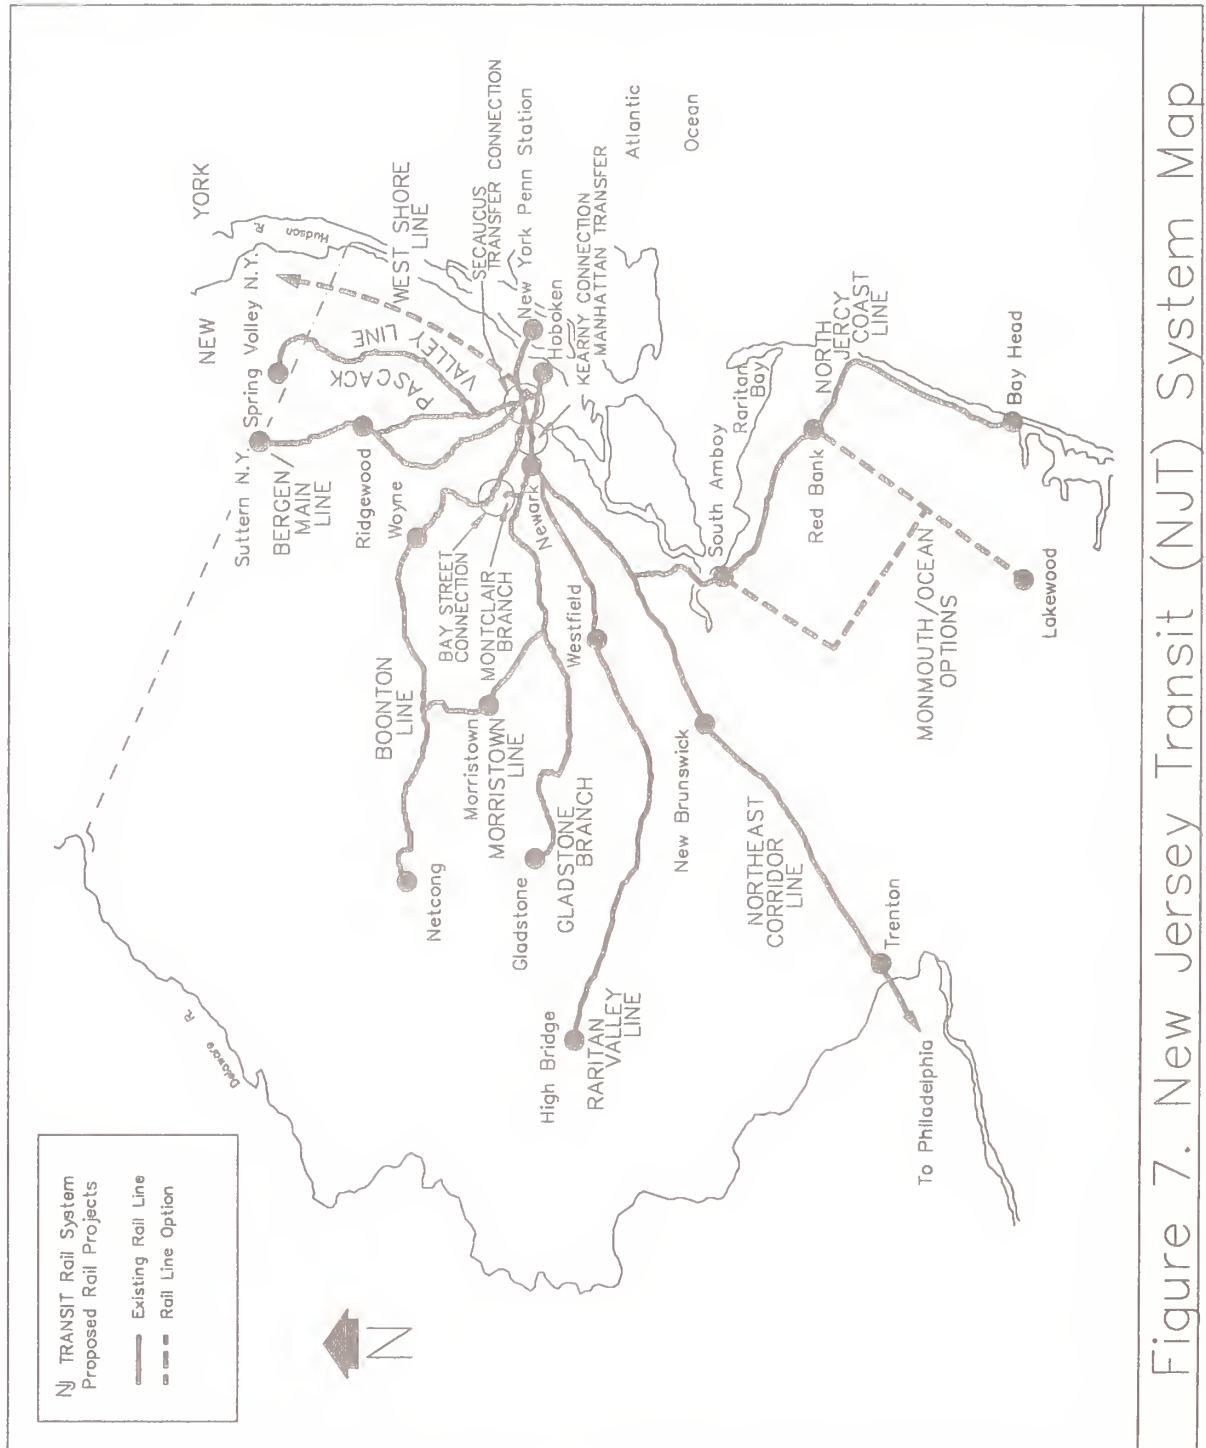 NJ TRANSIT Rail System
Proposed Rail Projects
Existing Rail Line
Rail Line Option
N
Delaware
R.
NEW
YORK
Hudson
R.
Suttern N.Y.
Spring Volley N.Y.
BERGEN/
MAIN
LINE
PASCACK
VALLEY
LINE
WEST SHORE
LINE
Ridgewood
Wayne
BOONTON
LINE
BAY STREET
CONNECTION
MONTCLAIR
BRANCH
SECAUCUS
TRANSFER CONNECTION
New York Penn Station
Hoboken
KEARNY CONNECTION
MANHATTAN TRANSFER
Atlantic
Ocean
Netcong
Morristown
MORRISTOWN
LINE
Newark
Gladstone
GLADSTONE
BRANCH
Westfield
High Bridge
RARITAN
VALLEY
LINE
New Brunswick
NORTHEAST
CORRIDOR
LINE
South Amboy
Raritan
Bay
Red Bank
NORTH
JERCY
COAST
LINE
Bay Head
MONMOUTH/OCEAN
OPTIONS
Lakewood
Trenton
To Philadelphia
Figure 7. New Jersey Transit (NJT) System Map